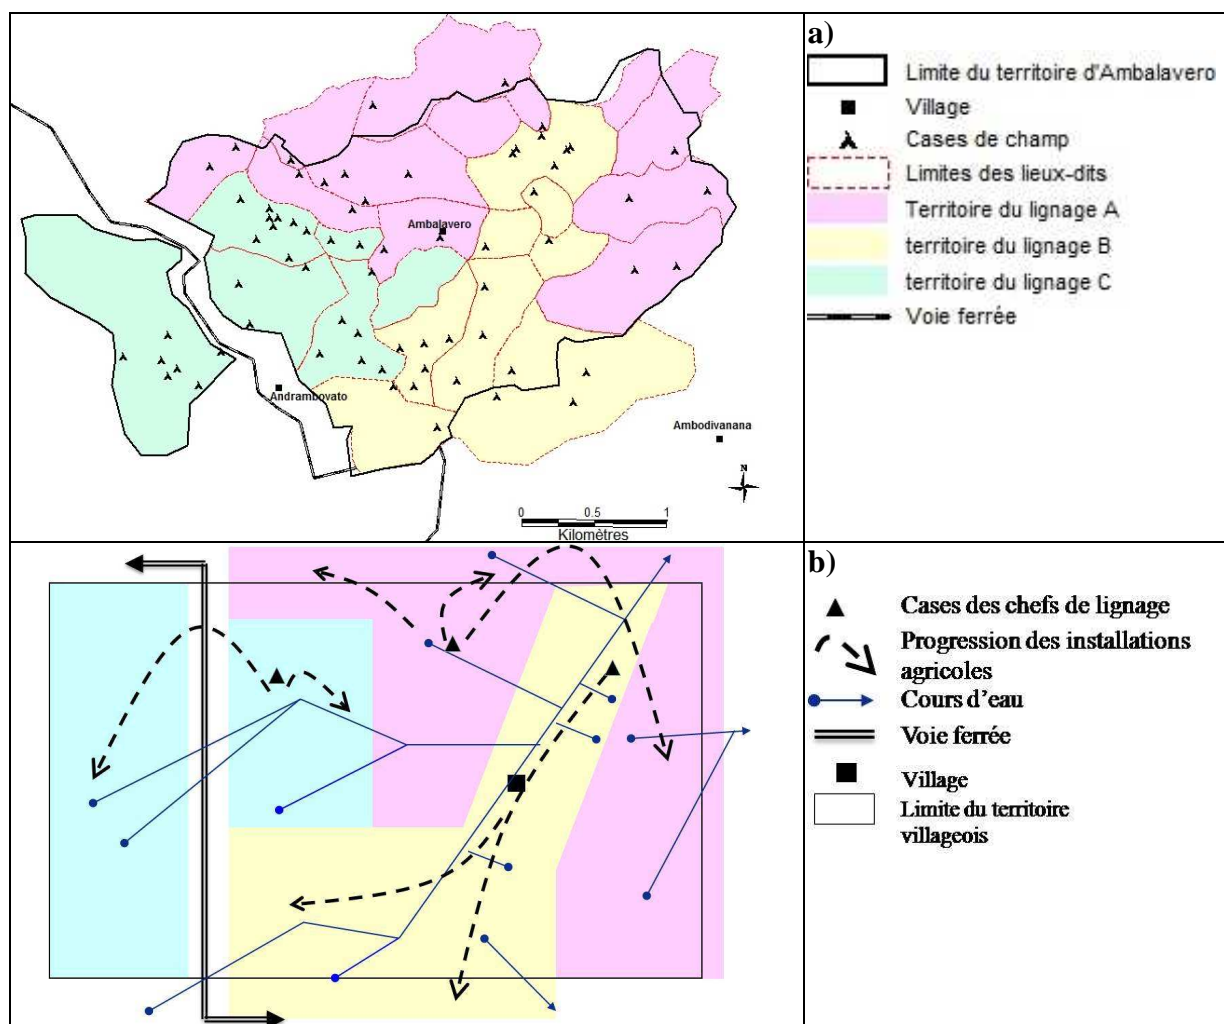 a)
Limite du territoire d'Ambalavero
Village
Cases de champ
Limites des lieux-dits
Territoire du lignage A
territoire du lignage B
territoire du lignage C
Voie ferrée
Ambalavero
Andrambovato
Ambodivanana
N
0 0.5 1
Kilomètres
b)
Cases des chefs de lignage
Progression des installations
agricoles
Cours d'eau
Voie ferrée
Village
Limite du territoire
villageois